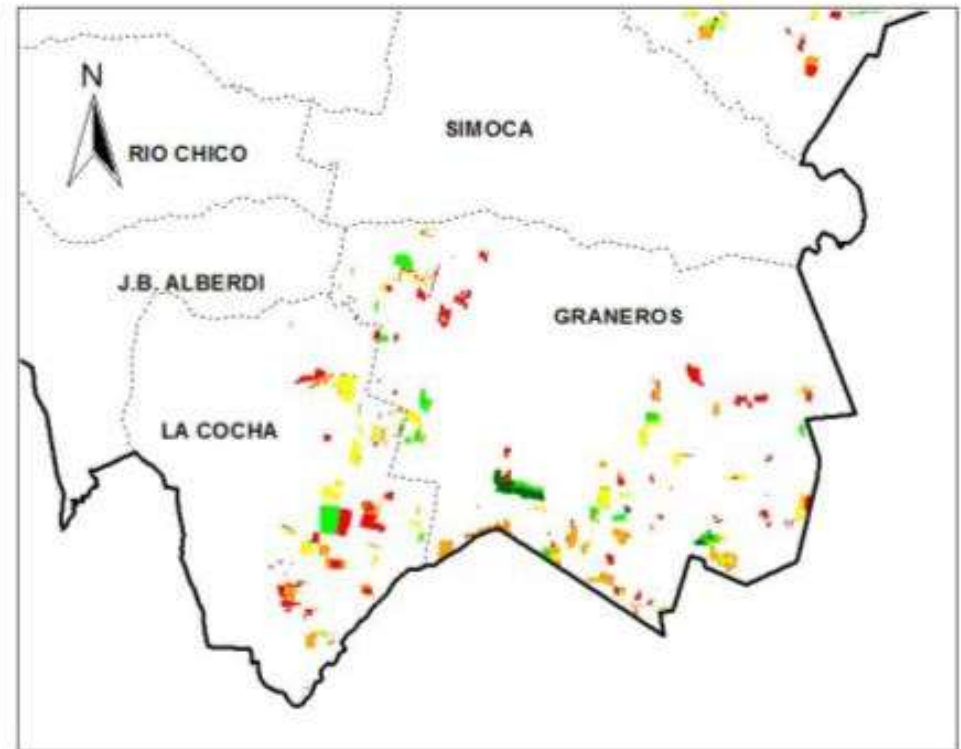 N
SIMOCA
RIO CHICO
J.B. ALBERDI
GRANEROS
LA COCHA